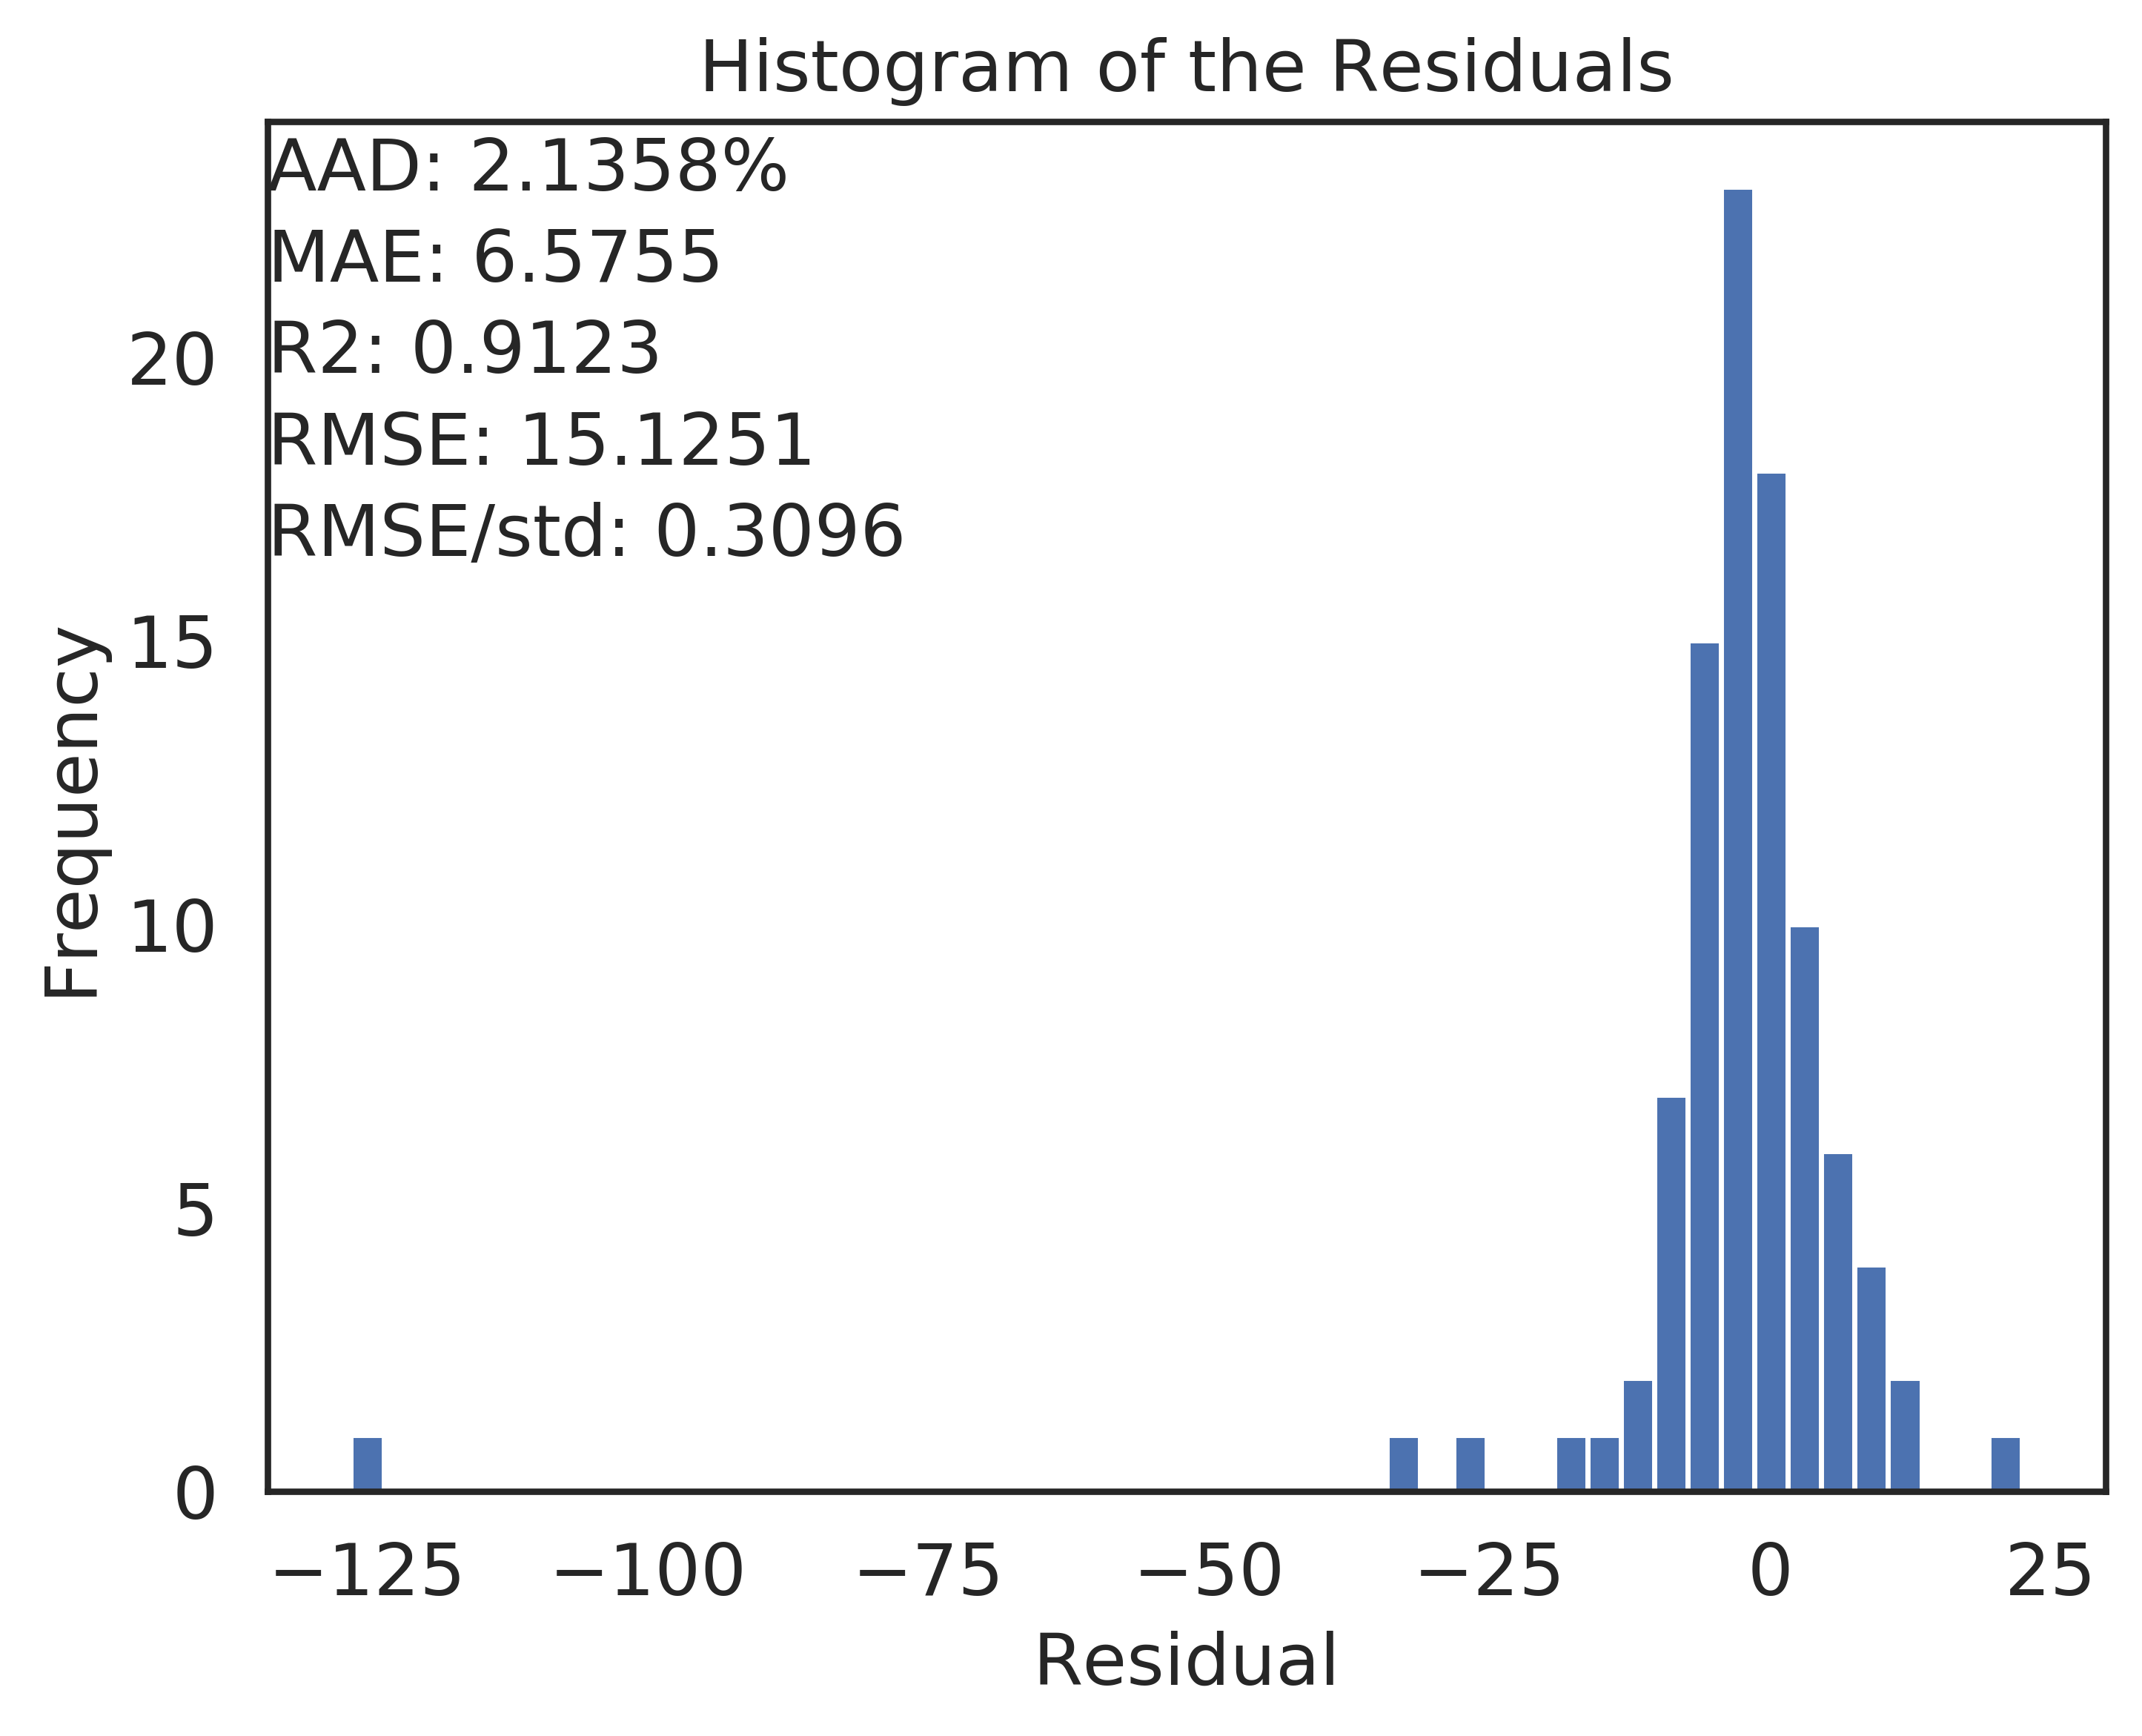 Histogram of the Residuals
AAD: 2.1358%
MAE: 6.5755
R2: 0.9123
RMSE: 15.1251
RMSE/std: 0.3096
Frequency
20
15
10
5
0
−125 −100 −75 −50 −25 0 25
Residual